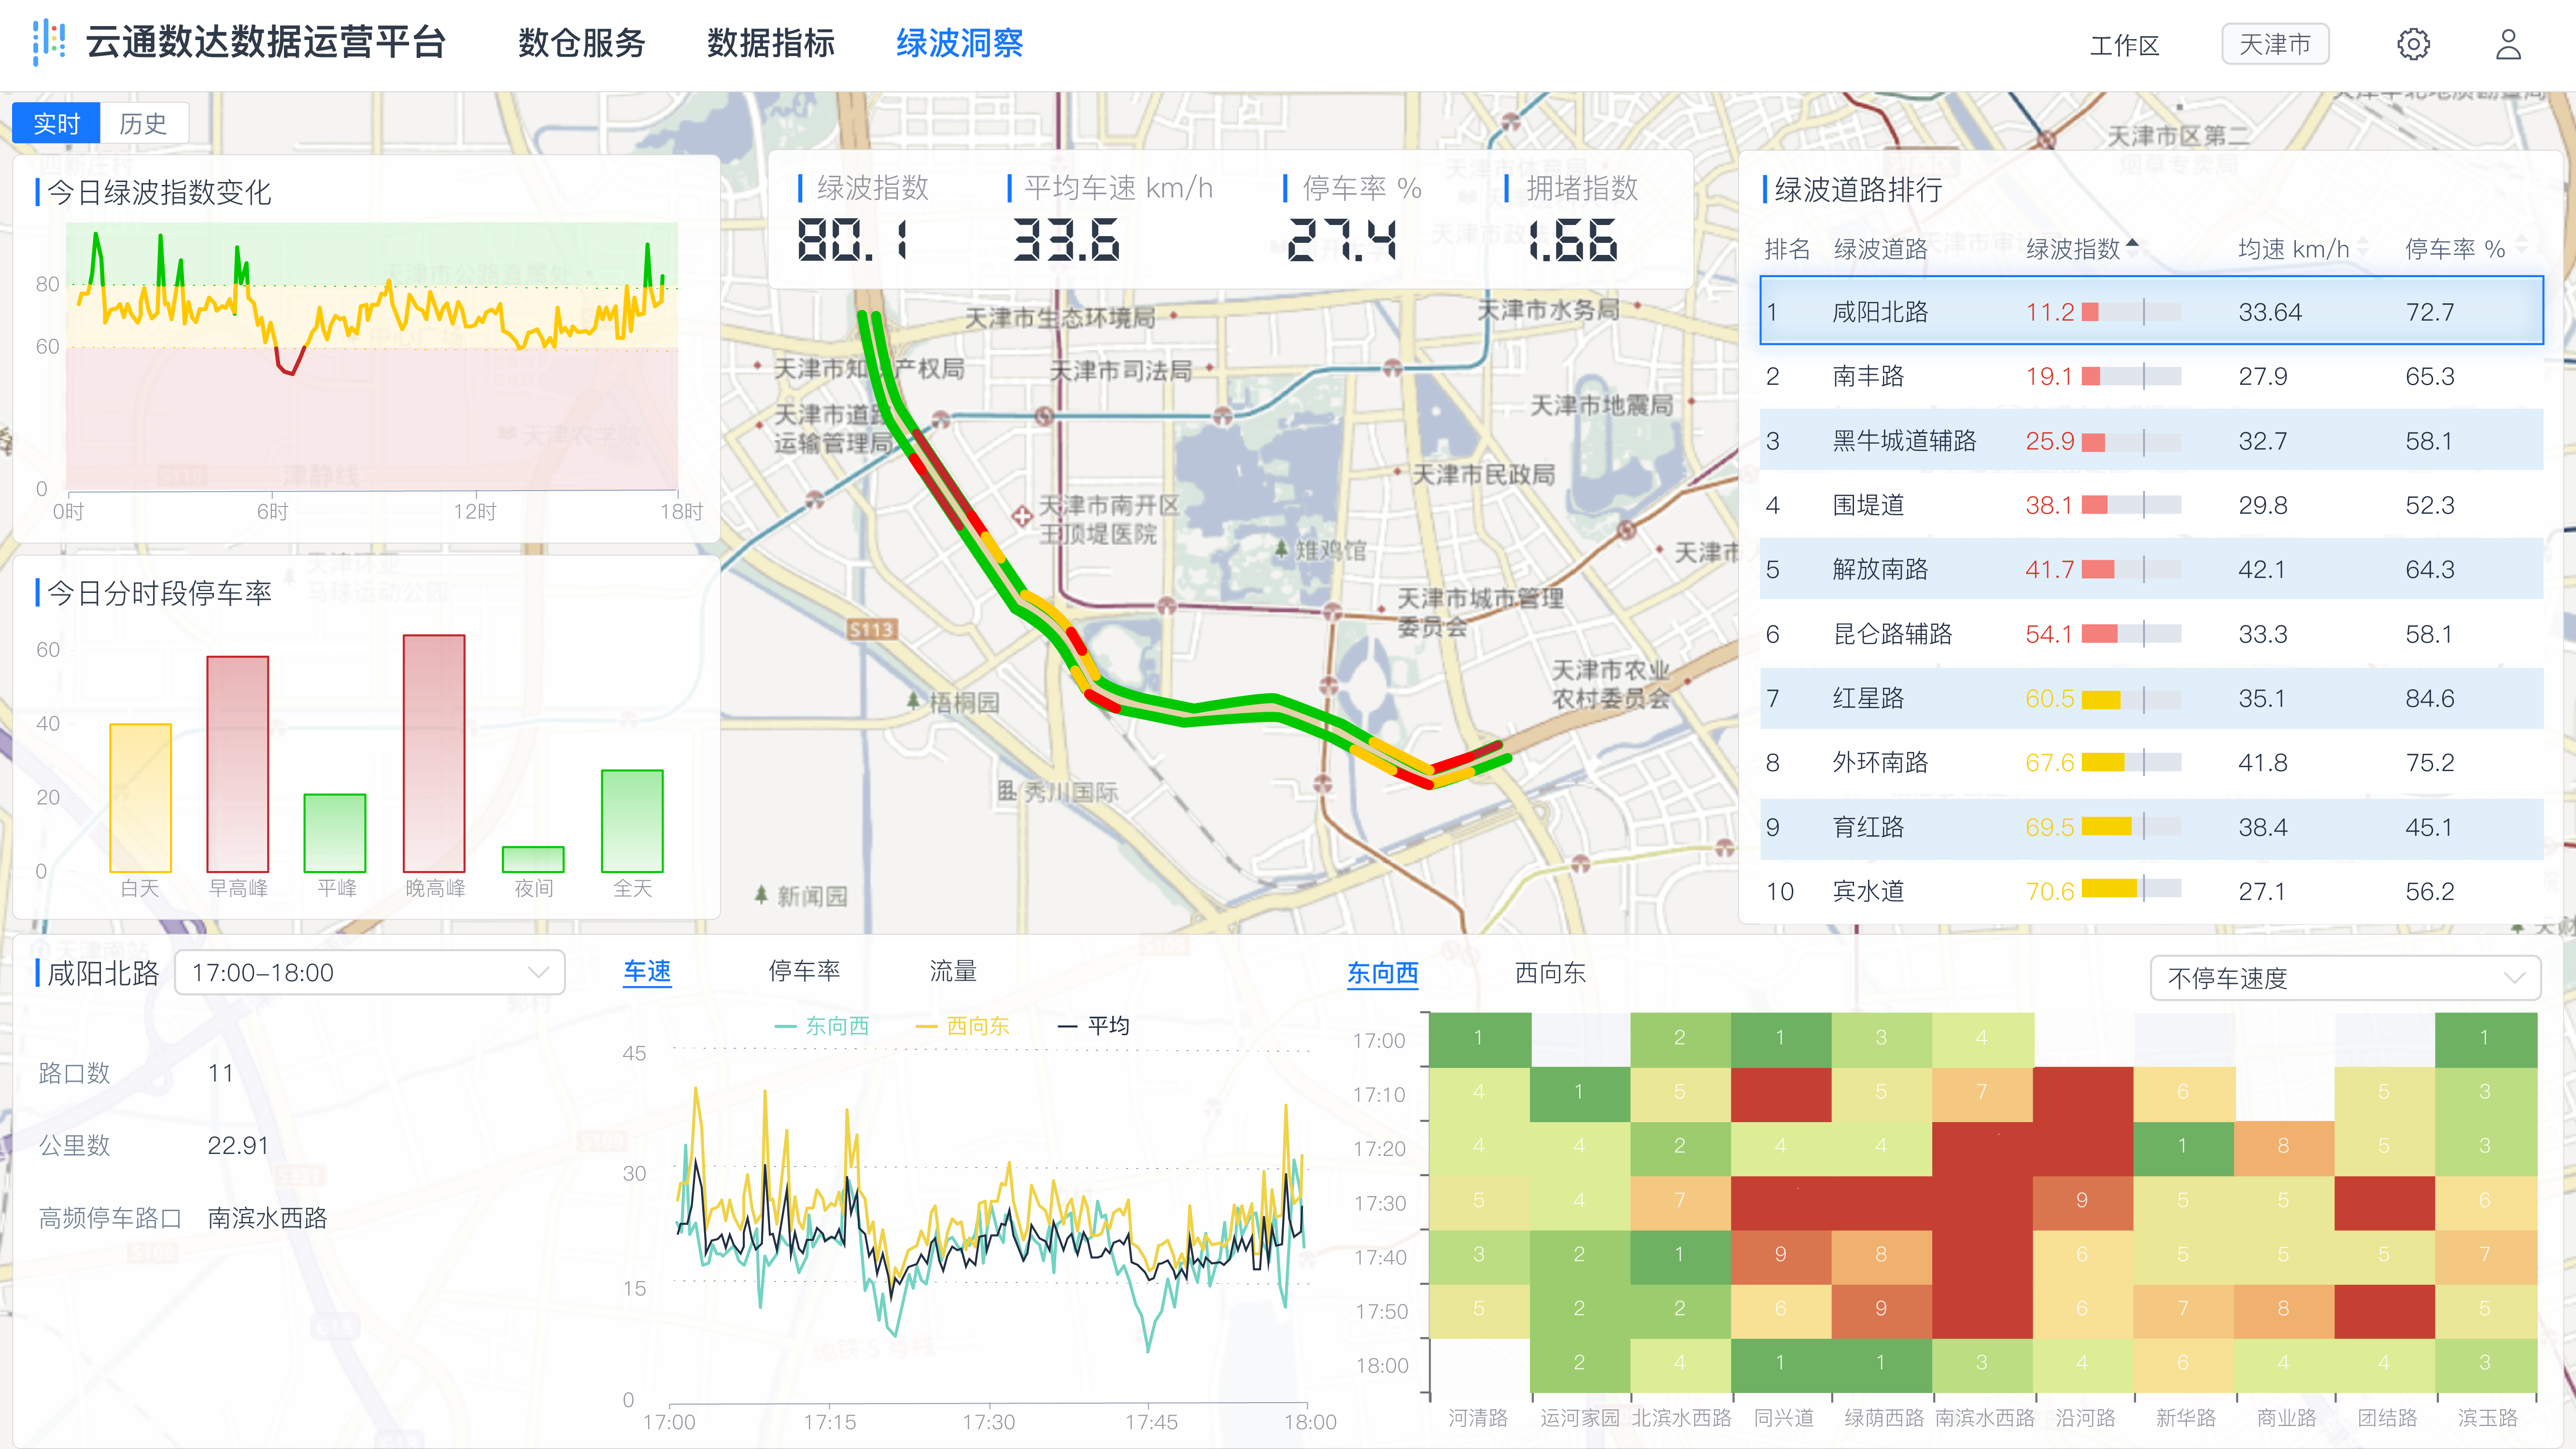 云通数达数据运营平台 数仓服务 数据指标 绿波洞察 工作区 天津市
实时 历史
今日绿波指数变化
80
60
0
0时 6时 12时 18时
今日分时段停车率
60
40
20
0
白天 早高峰 平峰 晚高峰 夜间 全天
绿波指数 平均车速 km/h 停车率 % 拥堵指数
80.1 33.6 27.4 1.66
天津市生态环境局
天津市水务局
天津市司法局
天津市道路
运输管理局
天津市地震局
天津市民政局
天津市南开区
王顶堤医院
雉鸡馆
天津市城市管理
委员会
S113
天津市农业
农村委员会
梧桐园
秀川国际
新闻园
天津市区第二
烟草专卖局
天津农学院
津静线
绿波道路排行
排名 绿波道路 绿波指数 均速 km/h 停车率 %
1 咸阳北路 11.2 33.64 72.7
2 南丰路 19.1 27.9 65.3
3 黑牛城道辅路 25.9 32.7 58.1
4 围堤道 38.1 29.8 52.3
5 解放南路 41.7 42.1 64.3
6 昆仑路辅路 54.1 33.3 58.1
7 红星路 60.5 35.1 84.6
8 外环南路 67.6 41.8 75.2
9 育红路 69.5 38.4 45.1
10 宾水道 70.6 27.1 56.2
咸阳北路 17:00-18:00
路口数 11
公里数 22.91
高频停车路口 南滨水西路
车速 停车率 流量
东向西 西向东 平均
45
30
15
0
17:00 17:15 17:30 17:45 18:00
东向西 西向东 不停车速度
17:00 1 2 1 3 4 1
17:10 4 1 5 5 7 6 5 3
17:20 4 4 2 4 4 1 8 5 3
17:30 5 4 7 9 5 5 6
17:40 3 2 1 9 8 6 5 5 5 7
17:50 5 2 2 6 9 6 7 8 5
18:00 2 4 1 1 3 4 6 4 4 3
河清路 运河家园 北滨水西路 同兴道 绿荫西路 南滨水西路 沿河路 新华路 商业路 团结路 滨玉路